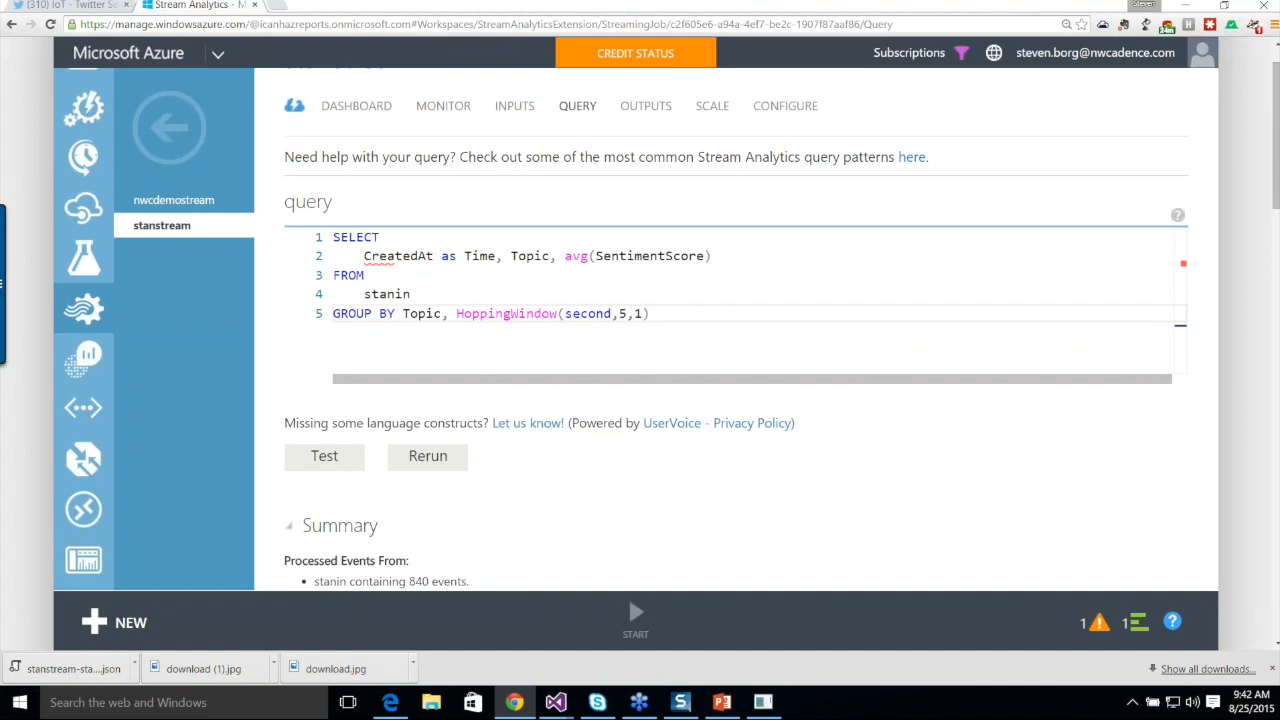 (310) IoT - Twitter Se
Stream Analytics - M
Steven
https://manage.windowsazure.com/@icanhazreports.onmicrosoft.com#Workspaces/StreamAnalyticsExtension/StreamingJob/c2f605e6-a94a-4ef7-be2c-1907f87aaf86/Query
Microsoft Azure
CREDIT STATUS
Subscriptions
steven.borg@nwcadence.com
DASHBOARD MONITOR INPUTS QUERY OUTPUTS SCALE CONFIGURE
Need help with your query? Check out some of the most common Stream Analytics query patterns here.
nwcdemostream
stanstream
query
1 SELECT
2 CreatedAt as Time, Topic, avg(SentimentScore)
3 FROM
4 stanin
5 GROUP BY Topic, HoppingWindow(second,5,1)
Missing some language constructs? Let us know! (Powered by UserVoice - Privacy Policy)
Test Rerun
Summary
Processed Events From:
• stanin containing 840 events.
NEW
START
1 1
stanstream-sta....json
download (1).jpg
download.jpg
Show all downloads...
Search the web and Windows
9:42 AM
8/25/2015